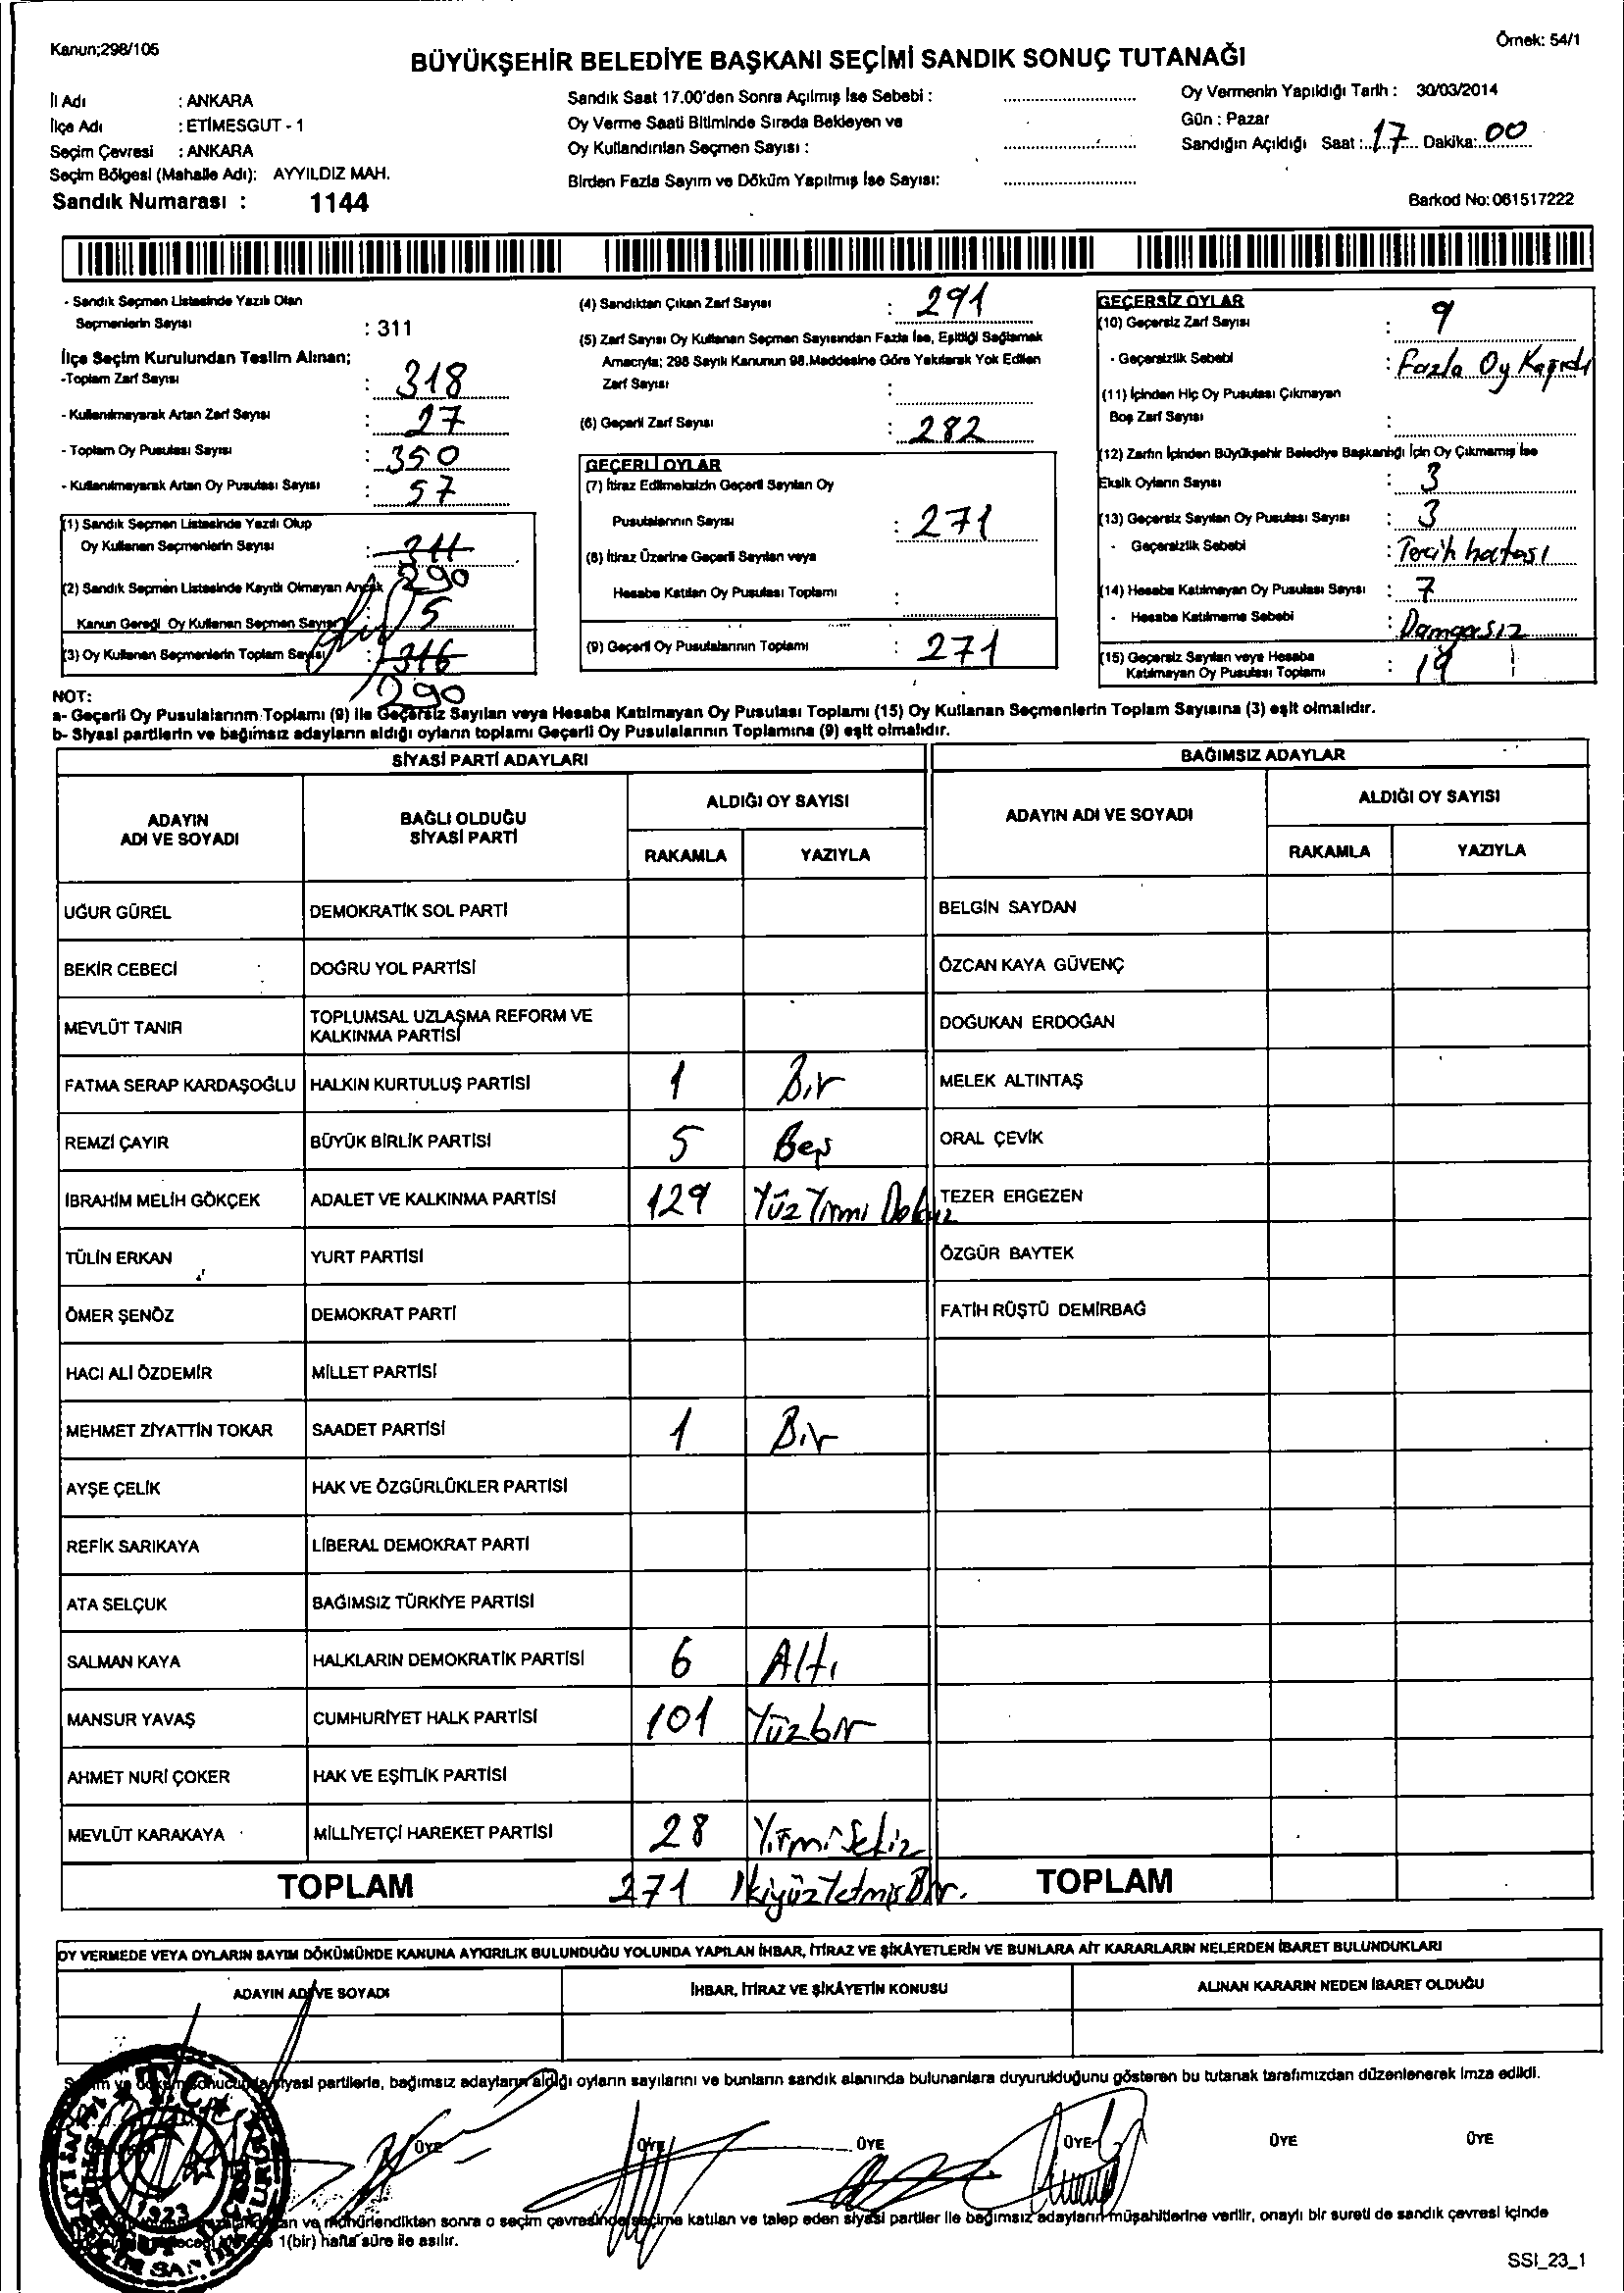 Kanun;298/105
Örnek: 54/1
BÜYÜKŞEHİR BELEDİYE BAŞKANI SEÇİMİ SANDIK SONUÇ TUTANAĞI
İl Adı : ANKARA
İlçe Adı : ETİMESGUT - 1
Seçim Çevresi : ANKARA
Seçim Bölgesi (Mahalle Adı): AYYILDIZ MAH.
Sandık Numarası : 1144
Sandık Saat 17.00'den Sonra Açılmış İse Sebebi :
Oy Verme Saati Bitiminde Sırada Bekleyen ve
Oy Kullandırılan Seçmen Sayısı :
Birden Fazla Sayım ve Döküm Yapılmış İse Sayısı:
Oy Vermenin Yapıldığı Tarih : 30/03/2014
Gün : Pazar
Sandığın Açıldığı Saat : 17 Dakika: 00
Barkod No: 061517222
- Sandık Seçmen Listesinde Yazılı Olan
Seçmenlerin Sayısı : 311
İlçe Seçim Kurulundan Teslim Alınan;
-Toplam Zarf Sayısı : 318
- Kullanılmayarak Artan Zarf Sayısı : 27
- Toplam Oy Pusulası Sayısı : 350
- Kullanılmayarak Artan Oy Pusulası Sayısı : 57
(1) Sandık Seçmen Listesinde Yazılı Olup
Oy Kullanan Seçmenlerin Sayısı : 311
290
(2) Sandık Seçmen Listesinde Kayıtlı Olmayan Ancak
Kanun Gereği Oy Kullanan Seçmen Sayısı 5
(3) Oy Kullanan Seçmenlerin Toplam Sayısı : 316
290
(4) Sandıktan Çıkan Zarf Sayısı : 291
(5) Zarf Sayısı Oy Kullanan Seçmen Sayısından Fazla İse, Eşitliği Sağlamak
Amacıyla; 298 Sayılı Kanunun 98.Maddesine Göre Yakılarak Yok Edilen
Zarf Sayısı :
(6) Geçerli Zarf Sayısı : 282
GEÇERLİ OYLAR
(7) İtiraz Edilmeksizin Geçerli Sayılan Oy
Pusulalarının Sayısı : 271
(8) İtiraz Üzerine Geçerli Sayılan veya
Hesaba Katılan Oy Pusulası Toplamı :
(9) Geçerli Oy Pusulalarının Toplamı : 271
GEÇERSİZ OYLAR
(10) Geçersiz Zarf Sayısı : 9
- Geçersizlik Sebebi : Fazla Oy Kağıdı
(11) İçinden Hiç Oy Pusulası Çıkmayan
Boş Zarf Sayısı :
(12) Zarfın İçinden Büyükşehir Belediye Başkanlığı İçin Oy Çıkmamış İse
Eksik Oyların Sayısı : 3
(13) Geçersiz Sayılan Oy Pusulası Sayısı : 3
- Geçersizlik Sebebi : Tercih hatası
(14) Hesaba Katılmayan Oy Pusulası Sayısı : 7
- Hesaba Katılmama Sebebi : Damgasız
(15) Geçersiz Sayılan veya Hesaba
Katılmayan Oy Pusulası Toplamı : 19
NOT:
a- Geçerli Oy Pusulalarının Toplamı (9) ile Geçersiz Sayılan veya Hesaba Katılmayan Oy Pusulası Toplamı (15) Oy Kullanan Seçmenlerin Toplam Sayısına (3) eşit olmalıdır.
b- Siyasi partilerin ve bağımsız adayların aldığı oyların toplamı Geçerli Oy Pusulalarının Toplamına (9) eşit olmalıdır.
SİYASİ PARTİ ADAYLARI
BAĞIMSIZ ADAYLAR
ADAYIN ADI VE SOYADI
BAĞLI OLDUĞU SİYASİ PARTİ
ALDIĞI OY SAYISI
RAKAMLA YAZIYLA
ADAYIN ADI VE SOYADI
ALDIĞI OY SAYISI
RAKAMLA YAZIYLA
UĞUR GÜREL DEMOKRATİK SOL PARTİ BELGİN SAYDAN
BEKİR CEBECİ DOĞRU YOL PARTİSİ ÖZCAN KAYA GÜVENÇ
MEVLÜT TANIR TOPLUMSAL UZLAŞMA REFORM VE KALKINMA PARTİSİ DOĞUKAN ERDOĞAN
FATMA SERAP KARDAŞOĞLU HALKIN KURTULUŞ PARTİSİ 1 Bir MELEK ALTINTAŞ
REMZİ ÇAYIR BÜYÜK BİRLİK PARTİSİ 5 Beş ORAL ÇEVİK
İBRAHİM MELİH GÖKÇEK ADALET VE KALKINMA PARTİSİ 129 Yüz Yirmi Dokuz TEZER ERGEZEN
TÜLİN ERKAN YURT PARTİSİ ÖZGÜR BAYTEK
ÖMER ŞENÖZ DEMOKRAT PARTİ FATİH RÜŞTÜ DEMİRBAĞ
HACI ALİ ÖZDEMİR MİLLET PARTİSİ
MEHMET ZİYATTİN TOKAR SAADET PARTİSİ 1 Bir
AYŞE ÇELİK HAK VE ÖZGÜRLÜKLER PARTİSİ
REFİK SARIKAYA LİBERAL DEMOKRAT PARTİ
ATA SELÇUK BAĞIMSIZ TÜRKİYE PARTİSİ
SALMAN KAYA HALKLARIN DEMOKRATİK PARTİSİ 6 Altı
MANSUR YAVAŞ CUMHURİYET HALK PARTİSİ 101 Yüzbir
AHMET NURİ ÇOKER HAK VE EŞİTLİK PARTİSİ
MEVLÜT KARAKAYA MİLLİYETÇİ HAREKET PARTİSİ 28 Yirmi Sekiz
TOPLAM 271 İkiyüz Yetmiş Bir. TOPLAM
OY VERMEDE VEYA OYLARIN SAYIM DÖKÜMÜNDE KANUNA AYKIRILIK BULUNDUĞU YOLUNDA YAPILAN İHBAR, İTİRAZ VE ŞİKÂYETLERİN VE BUNLARA AİT KARARLARIN NELERDEN İBARET BULUNDUKLARI
ADAYIN ADI VE SOYADI İHBAR, İTİRAZ VE ŞİKÂYETİN KONUSU ALINAN KARARIN NEDEN İBARET OLDUĞU
siyasi partilerle, bağımsız adayların aldığı oyların sayılarını ve bunların sandık alanında bulunanlara duyurulduğunu gösteren bu tutanak tarafımızdan düzenlenerek imza edildi.
T.C.
1923
ÜYE ÜYE ÜYE ÜYE ÜYE ÜYE
ve mühürlendikten sonra o seçim çevresinde seçime katılan ve talep eden siyasi partiler ile bağımsız adayların müşahitlerine verilir, onaylı bir sureti de sandık çevresi içinde
1(bir) hafta süre ile asılır.
SSI_23_1